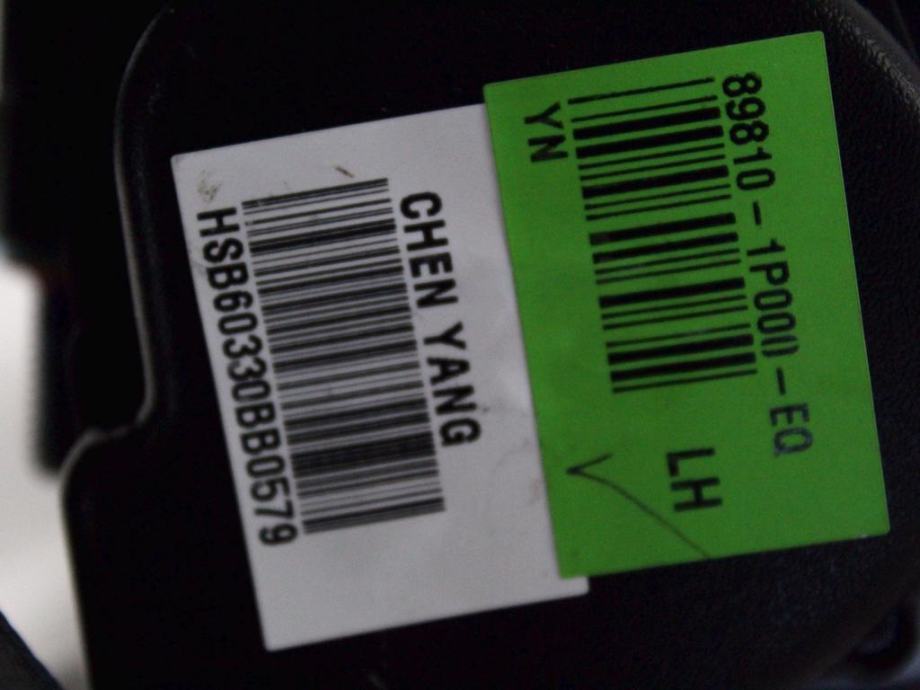 89810-1P000-EQ
YN
LH
CHEN YANG
HSB60330BB0579